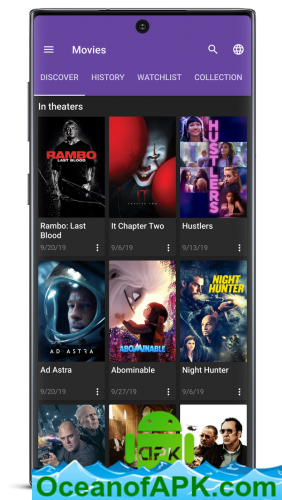 Movies
DISCOVER HISTORY WATCHLIST COLLECTION
In theaters
RAMBO
LAST BLOOD
HUSTLERS
Rambo: Last
Blood
It Chapter Two
Hustlers
9/20/19
9/6/19
9/13/19
AD ASTRA
ABOMINABLE
NIGHT
HUNTER
Ad Astra
Abominable
Night Hunter
9/20/19
9/27/19
9/6/19
APK
OceanofAPK.com